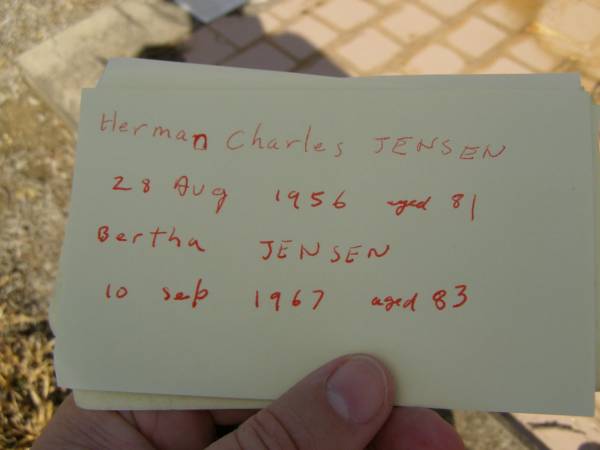 Herman Charles JENSEN
28 Aug 1956 aged 81
Bertha JENSEN
10 Sep 1967 aged 83